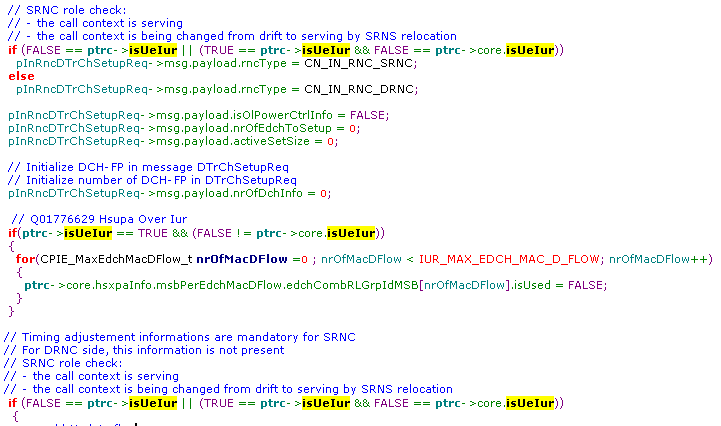 // SRNC role check:
// - the call context is serving
// - the call context is being changed from drift to serving by SRNS relocation
if (FALSE == ptrc->isUeIur || (TRUE == ptrc->isUeIur && FALSE == ptrc->core.isUeIur))
pInRncDTrChSetupReq->msg.payload.rncType = CN_IN_RNC_SRNC;
else
pInRncDTrChSetupReq->msg.payload.rncType = CN_IN_RNC_DRNC;
pInRncDTrChSetupReq->msg.payload.isOlPowerCtrlInfo = FALSE;
pInRncDTrChSetupReq->msg.payload.nrOfEdchToSetup = 0;
pInRncDTrChSetupReq->msg.payload.activeSetSize = 0;
// Initialize DCH-FP in message DTrChSetupReq
// Initialize number of DCH-FP in DTrChSetupReq
pInRncDTrChSetupReq->msg.payload.nrOfDchInfo = 0;
// Q01776629 Hsupa Over Iur
if(ptrc->isUeIur == TRUE && (FALSE != ptrc->core.isUeIur))
{
for(CPIE_MaxEdchMacDFlow_t nrOfMacDFlow =0 ; nrOfMacDFlow < IUR_MAX_EDCH_MAC_D_FLOW; nrOfMacDFlow++)
{
ptrc->core.hsxpaInfo.msbPerEdchMacDFlow.edchCombRLGrpIdMSB[nrOfMacDFlow].isUsed = FALSE;
}
}
// Timing adjustement informations are mandatory for SRNC
// For DRNC side, this information is not present
// SRNC role check:
// - the call context is serving
// - the call context is being changed from drift to serving by SRNS relocation
if (FALSE == ptrc->isUeIur || (TRUE == ptrc->isUeIur && FALSE == ptrc->core.isUeIur))
{